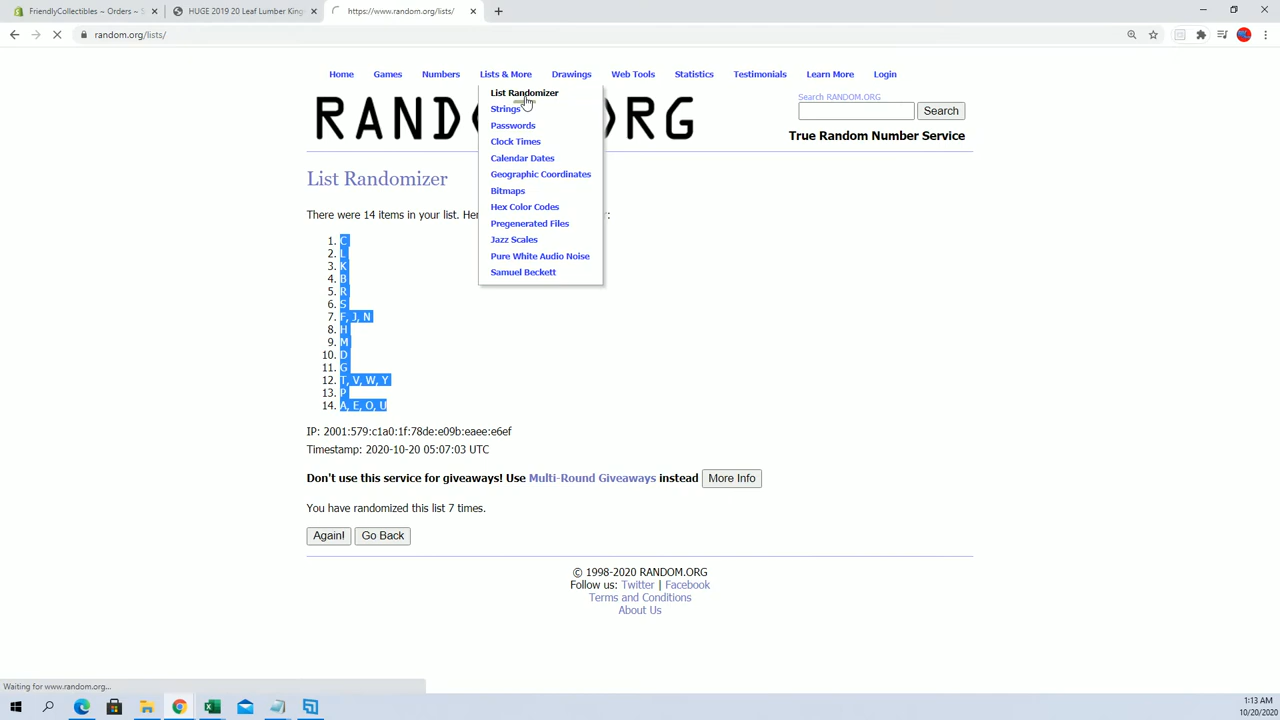 FriendlyCollectibles ~ Orders ~ S
HUGE 2019 20 Leaf Lumber King
https://www.random.org/lists/
random.org/lists/
Home Games Numbers Lists & More Drawings Web Tools Statistics Testimonials Learn More Login
List Randomizer
Strings
Passwords
Clock Times
Calendar Dates
Geographic Coordinates
Bitmaps
Hex Color Codes
Pregenerated Files
Jazz Scales
Pure White Audio Noise
Samuel Beckett
RAND RG
Search RANDOM.ORG
Search
True Random Number Service
List Randomizer
There were 14 items in your list. Her :
1. C
2. L
3. K
4. B
5. R
6. S
7. F, J, N
8. H
9. M
10. D
11. G
12. T, V, W, Y
13. P
14. A, E, O, U
IP: 2001:579:c1a0:1f:78de:e09b:eaee:e6ef
Timestamp: 2020-10-20 05:07:03 UTC
Don't use this service for giveaways! Use Multi-Round Giveaways instead More Info
You have randomized this list 7 times.
Again! Go Back
© 1998-2020 RANDOM.ORG
Follow us: Twitter | Facebook
Terms and Conditions
About Us
Waiting for www.random.org...
1:13 AM
10/20/2020